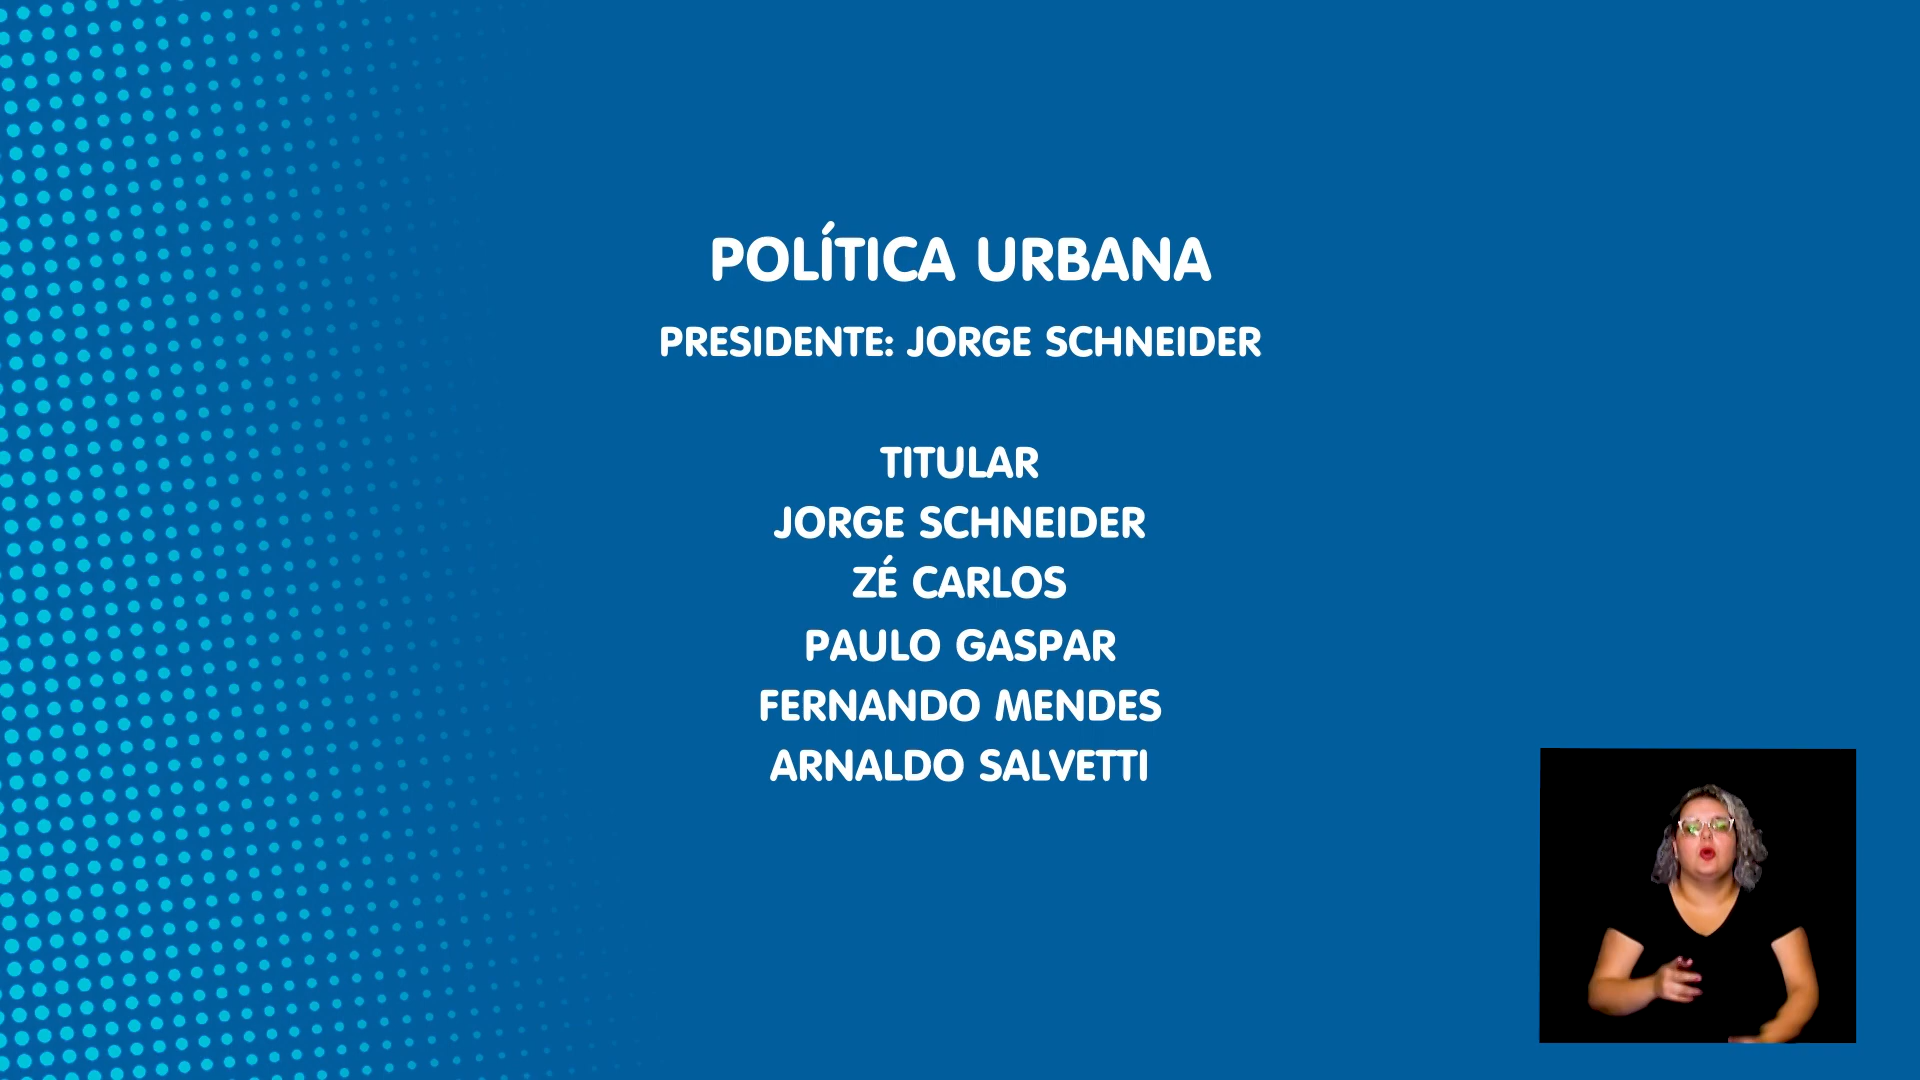 POLÍTICA URBANA
PRESIDENTE: JORGE SCHNEIDER
TITULAR
JORGE SCHNEIDER
ZÉ CARLOS
PAULO GASPAR
FERNANDO MENDES
ARNALDO SALVETTI